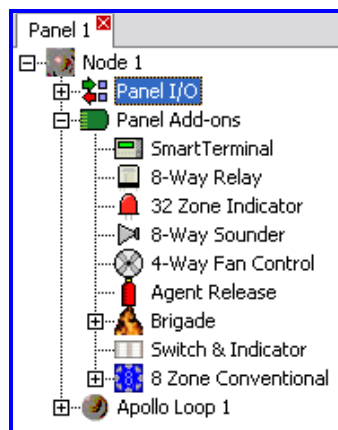 Panel 1
Node 1
Panel I/O
Panel Add-ons
SmartTerminal
8-Way Relay
32 Zone Indicator
8-Way Sounder
4-Way Fan Control
Agent Release
Brigade
Switch & Indicator
8 Zone Conventional
Apollo Loop 1